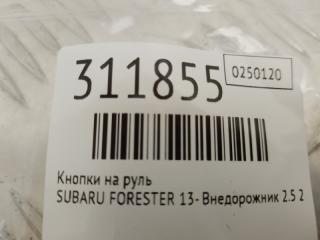 311855
0250120
Кнопки на руль
SUBARU FORESTER 13- Внедорожник 2.5 2